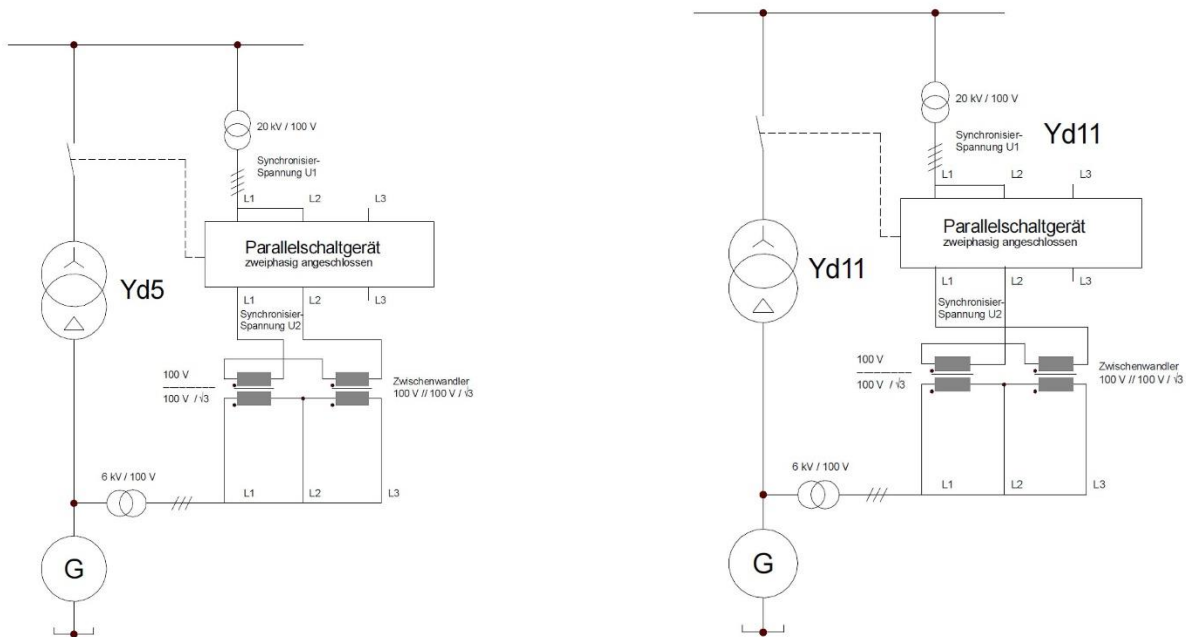 20 kV / 100 V
Synchronisier-
Spannung U1
L1 L2 L3
Parallelschaltgerät
zweiphasig angeschlossen
Yd5
L1 L2 L3
Synchronisier-
Spannung U2
100 V
100 V / √3
Zwischenwandler
100 V // 100 V / √3
6 kV / 100 V
L1 L2 L3
G
20 kV / 100 V
Synchronisier-
Spannung U1
Yd11
L1 L2 L3
Parallelschaltgerät
zweiphasig angeschlossen
Yd11
L1 L2 L3
Synchronisier-
Spannung U2
100 V
100 V / √3
Zwischenwandler
100 V // 100 V / √3
6 kV / 100 V
L1 L2 L3
G